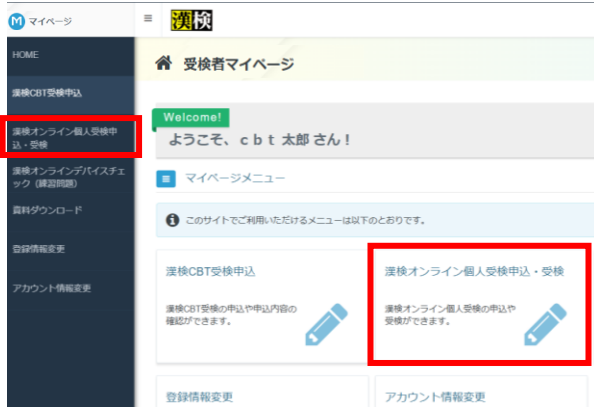 M マイページ
漢検
HOME
漢検CBT受検申込
漢検オンライン個人受検申
込・受検
漢検オンラインデバイスチェ
ック（練習問題）
資料ダウンロード
登録情報変更
アカウント情報変更
受検者マイページ
Welcome!
ようこそ、ｃｂｔ 太郎 さん！
マイページメニュー
このサイトでご利用いただけるメニューは以下のとおりです。
漢検CBT受検申込
漢検CBT受検の申込や申込内容の
確認ができます。
漢検オンライン個人受検申込・受検
漢検オンライン個人受検の申込や
受検ができます。
登録情報変更
アカウント情報変更